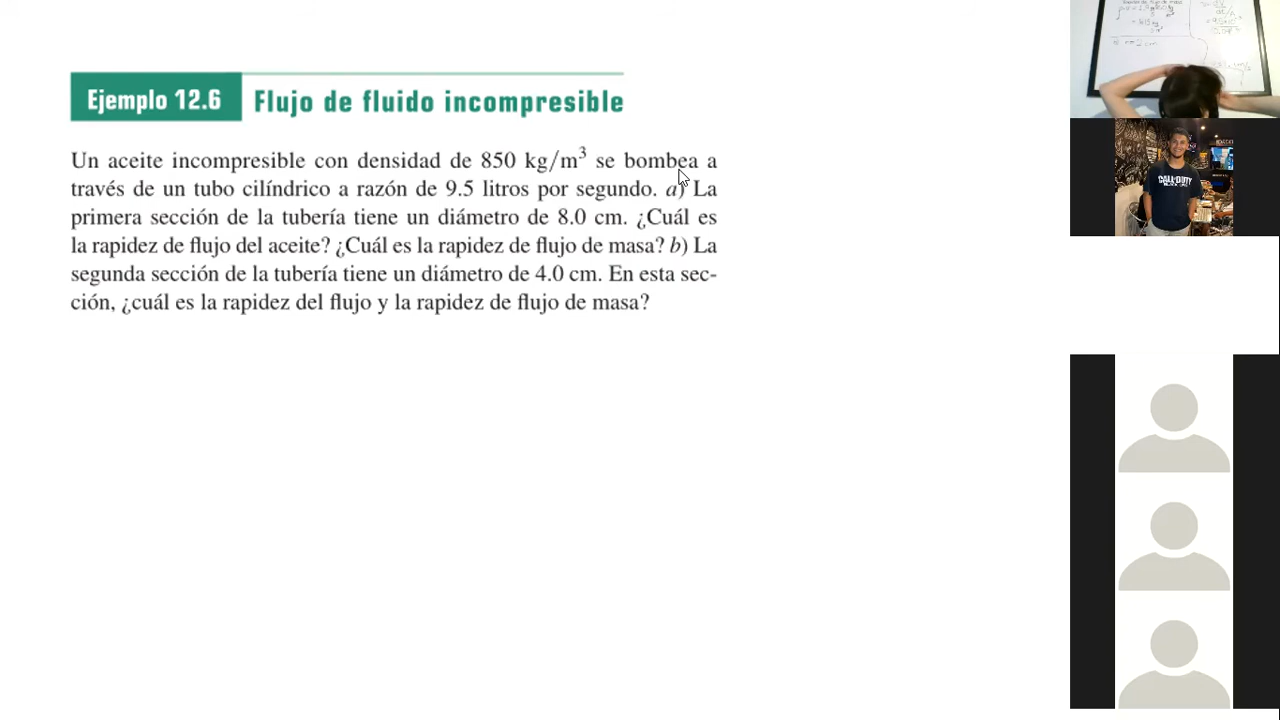 Ejemplo 12.6 Flujo de fluido incompresible
Un aceite incompresible con densidad de 850 kg/m³ se bombea a
través de un tubo cilíndrico a razón de 9.5 litros por segundo. a) La
primera sección de la tubería tiene un diámetro de 8.0 cm. ¿Cuál es
la rapidez de flujo del aceite? ¿Cuál es la rapidez de flujo de masa? b) La
segunda sección de la tubería tiene un diámetro de 4.0 cm. En esta sec-
ción, ¿cuál es la rapidez del flujo y la rapidez de flujo de masa?
CALL·DUTY